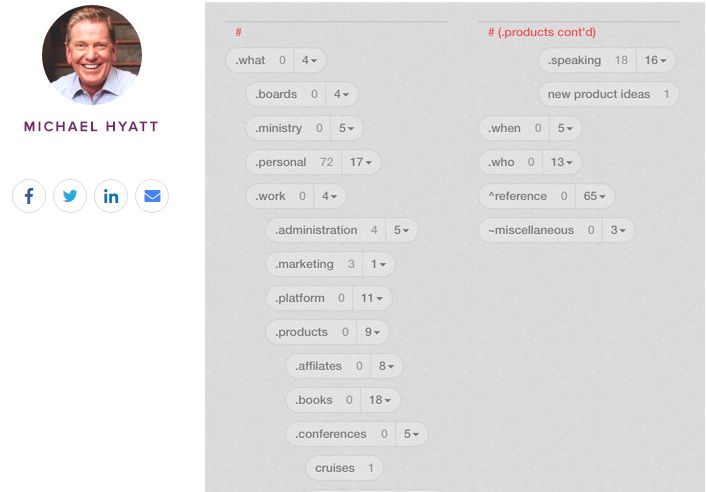 MICHAEL HYATT
#
.what 0 4
.boards 0 4
.ministry 0 5
.personal 72 17
.work 0 4
.administration 4 5
.marketing 3 1
.platform 0 11
.products 0 9
.affilates 0 8
.books 0 18
.conferences 0 5
cruises 1
# (.products cont'd)
.speaking 18 16
new product ideas 1
.when 0 5
.who 0 13
^reference 0 65
~miscellaneous 0 3